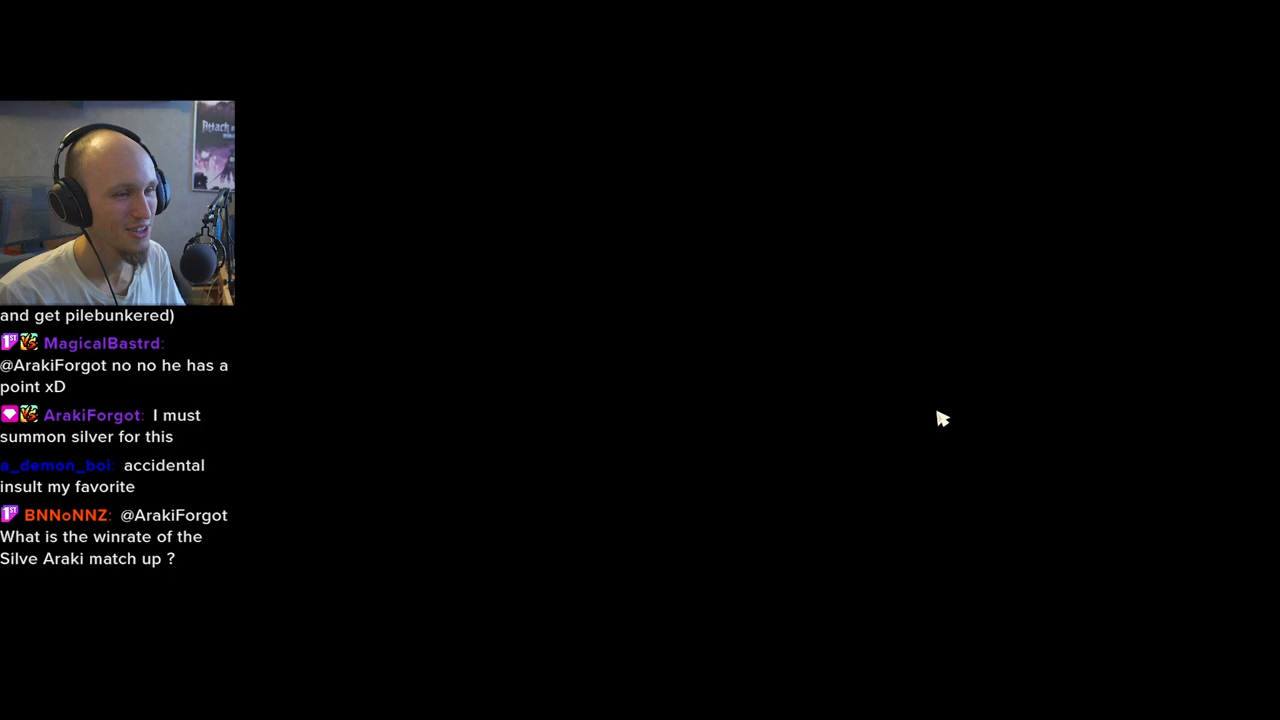 Attack
and get pilebunkered)
MagicalBastrd:
@ArakiForgot no no he has a
point xD
ArakiForgot: I must
summon silver for this
a_demon_boi: accidental
insult my favorite
BNNoNNZ: @ArakiForgot
What is the winrate of the
Silve Araki match up ?